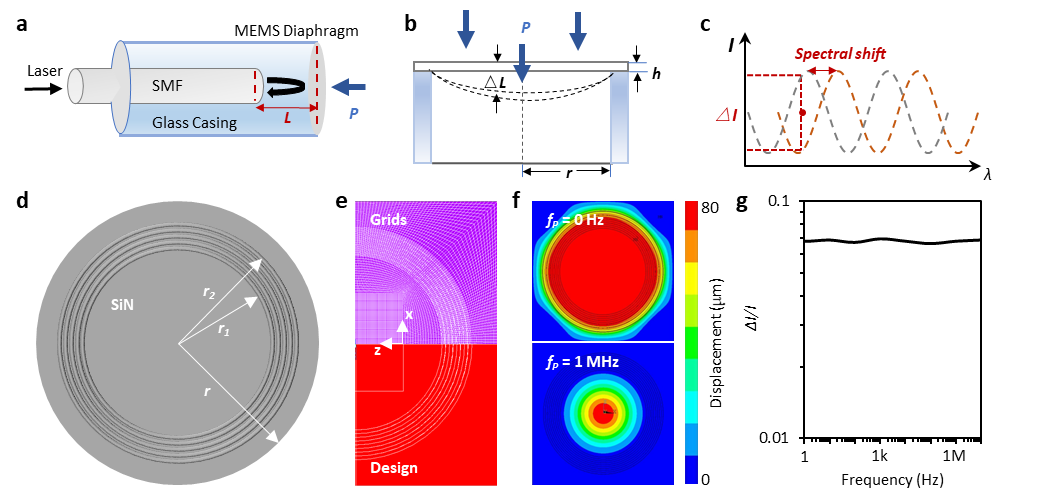 a
MEMS Diaphragm
Laser
SMF
L
P
Glass Casing
b
P
h
△L
r
c
I
Spectral shift
△I
λ
d
SiN
r2
r1
r
e
Grids
x
z
Design
f
fP = 0 Hz
fP = 1 MHz
80
Displacement (μm)
0
g
0.1
ΔI/I
0.01
1 1k 1M
Frequency (Hz)